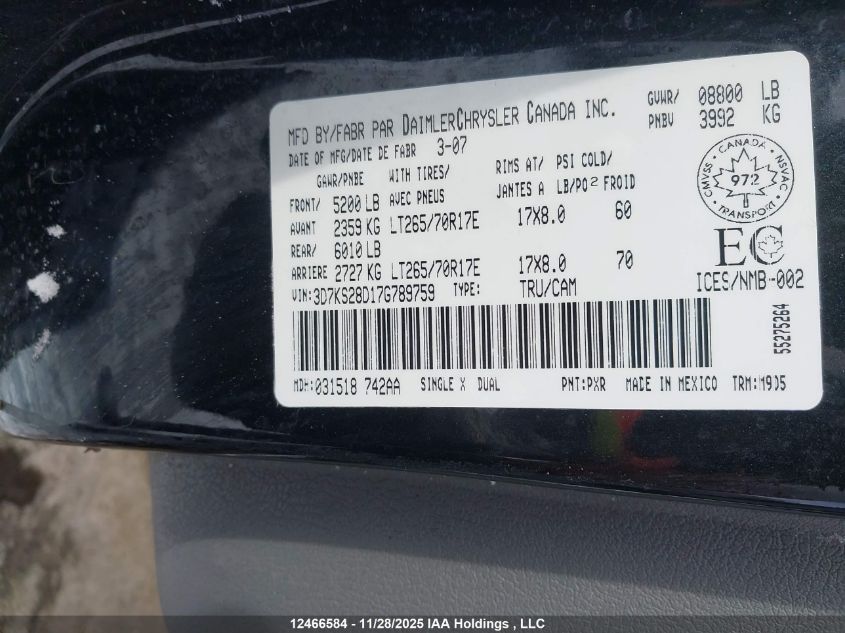 MFD BY/FABR PAR DAIMLERCHRYSLER CANADA INC.
GVWR/ 08800 LB
PNBV 3992 KG
DATE OF MFG/DATE DE FABR 3-07
GAWR/PNBE WITH TIRES/ RIMS AT/ PSI COLD/
AVEC PNEUS JANTES A LB/PO2 FROID
FRONT/ 5200 LB
AVANT 2359 KG LT265/70R17E 17X8.0 60
REAR/ 6010 LB
ARRIERE 2727 KG LT265/70R17E 17X8.0 70
CMVSS · CANADA · NSVAC · TRANSPORT ·
972
EC
ICES/NMB-002
VIN: 3D7KS28D17G789759 TYPE: TRU/CAM
55275264
MDH: 031518 742AA SINGLE X DUAL PNT: PXR MADE IN MEXICO TRM: M9D5
12466584 - 11/28/2025 IAA Holdings , LLC